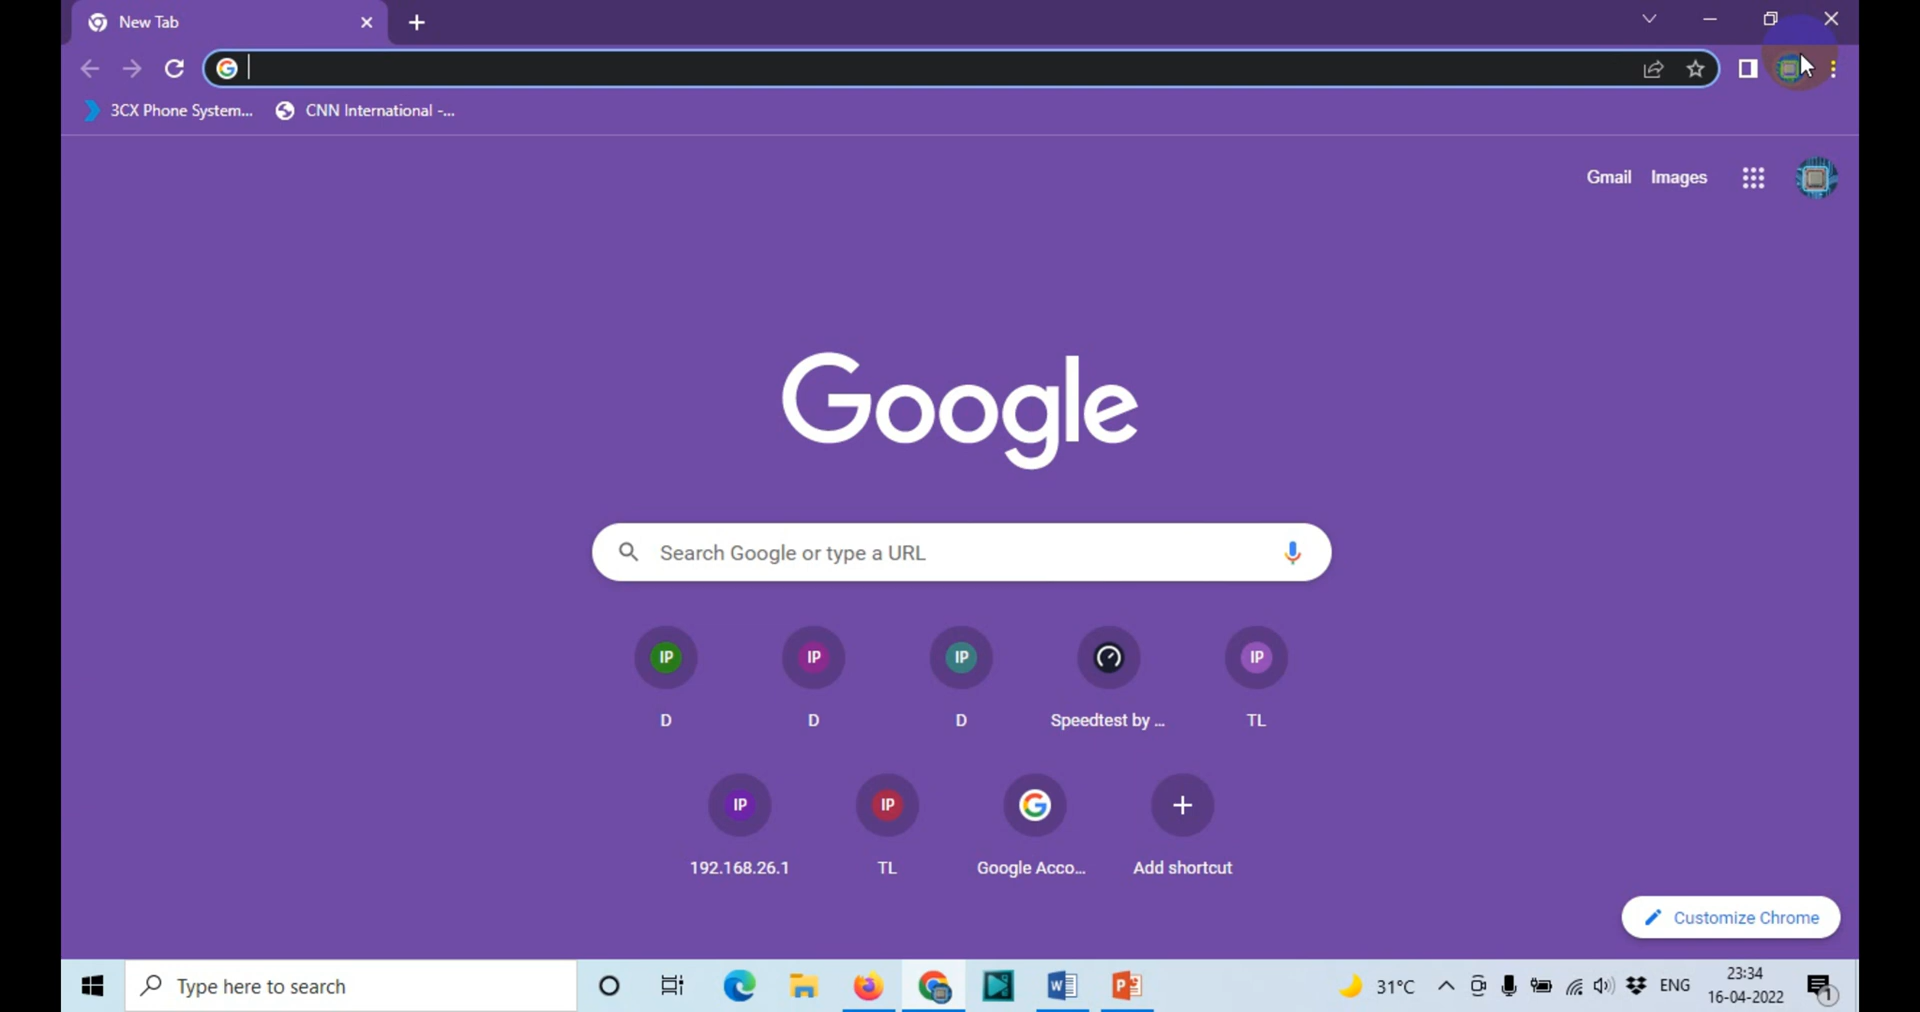 New Tab
3CX Phone System... CNN International -...
Gmail Images
Google
Search Google or type a URL
IP IP IP IP
D D D Speedtest by ... TL
IP IP
192.168.26.1 TL Google Acco... Add shortcut
Customize Chrome
Type here to search 31°C ENG 23:34
16-04-2022 1